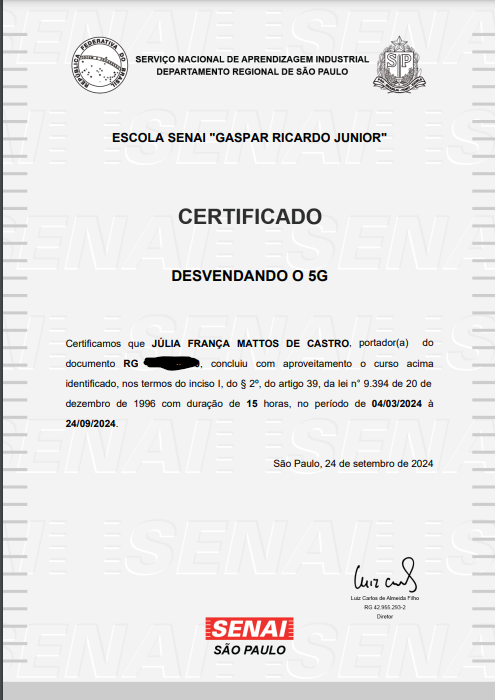 REPÚBLICA FEDERATIVA DO BRASIL
SERVIÇO NACIONAL DE APRENDIZAGEM INDUSTRIAL
DEPARTAMENTO REGIONAL DE SÃO PAULO
SP
ESCOLA SENAI "GASPAR RICARDO JUNIOR"
CERTIFICADO
DESVENDANDO O 5G
Certificamos que JÚLIA FRANÇA MATTOS DE CASTRO, portador(a) do
documento RG , concluiu com aproveitamento o curso acima
identificado, nos termos do inciso I, do § 2º, do artigo 39, da lei n° 9.394 de 20 de
dezembro de 1996 com duração de 15 horas, no período de 04/03/2024 à
24/09/2024.
São Paulo, 24 de setembro de 2024
Luiz Carlos de Almeida Filho
RG 42.955.293-2
Diretor
SENAI
SÃO PAULO